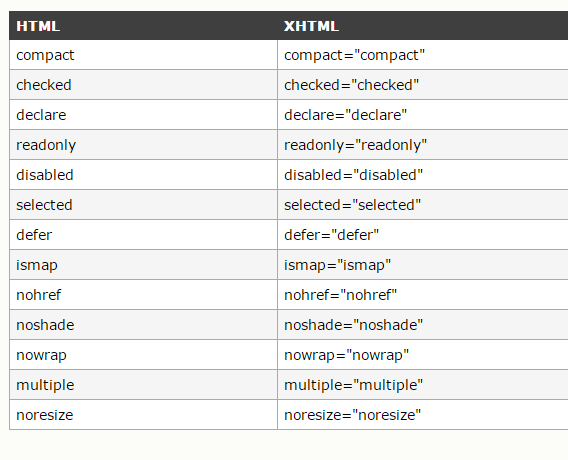 HTML XHTML
compact compact="compact"
checked checked="checked"
declare declare="declare"
readonly readonly="readonly"
disabled disabled="disabled"
selected selected="selected"
defer defer="defer"
ismap ismap="ismap"
nohref nohref="nohref"
noshade noshade="noshade"
nowrap nowrap="nowrap"
multiple multiple="multiple"
noresize noresize="noresize"